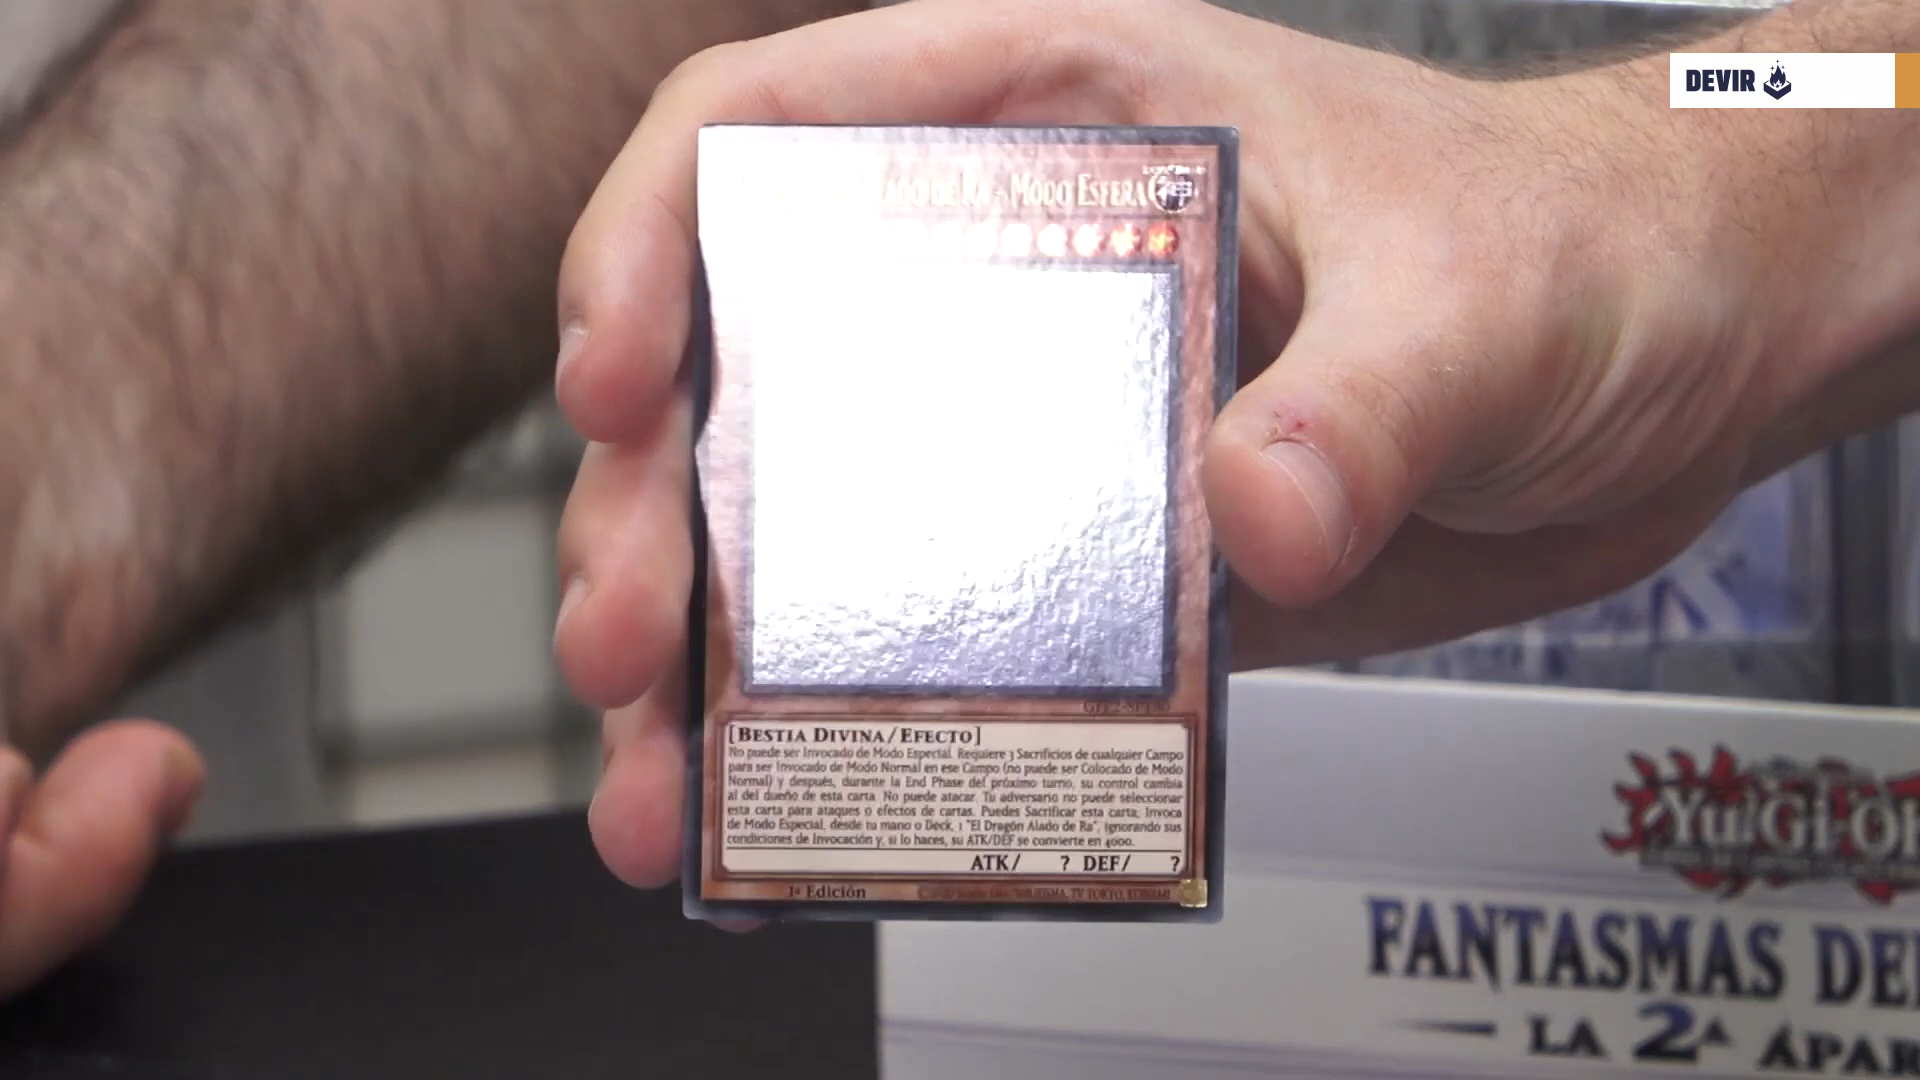 DEVIR
DE RA - MODO ESFERA
[BESTIA DIVINA/EFECTO]
No puede ser Invocado de Modo Especial. Requiere 3 Sacrificios de cualquier Campo
para ser Invocado de Modo Normal en ese Campo (no puede ser Colocado de Modo
Normal) y después, durante la End Phase del próximo turno, su control cambia
al del dueño de esta carta. No puede atacar. Tu adversario no puede seleccionar
esta carta para ataques o efectos de cartas. Puedes Sacrificar esta carta; Invoca
de Modo Especial, desde tu mano o Deck, 1 "El Dragón Alado de Ra", ignorando sus
condiciones de Invocación y, si lo haces, su ATK/DEF se convierte en 4000.
ATK/ ? DEF/ ?
1a Edición
Yu-Gi-Oh
FANTASMAS DEL
LA 2ª APAR